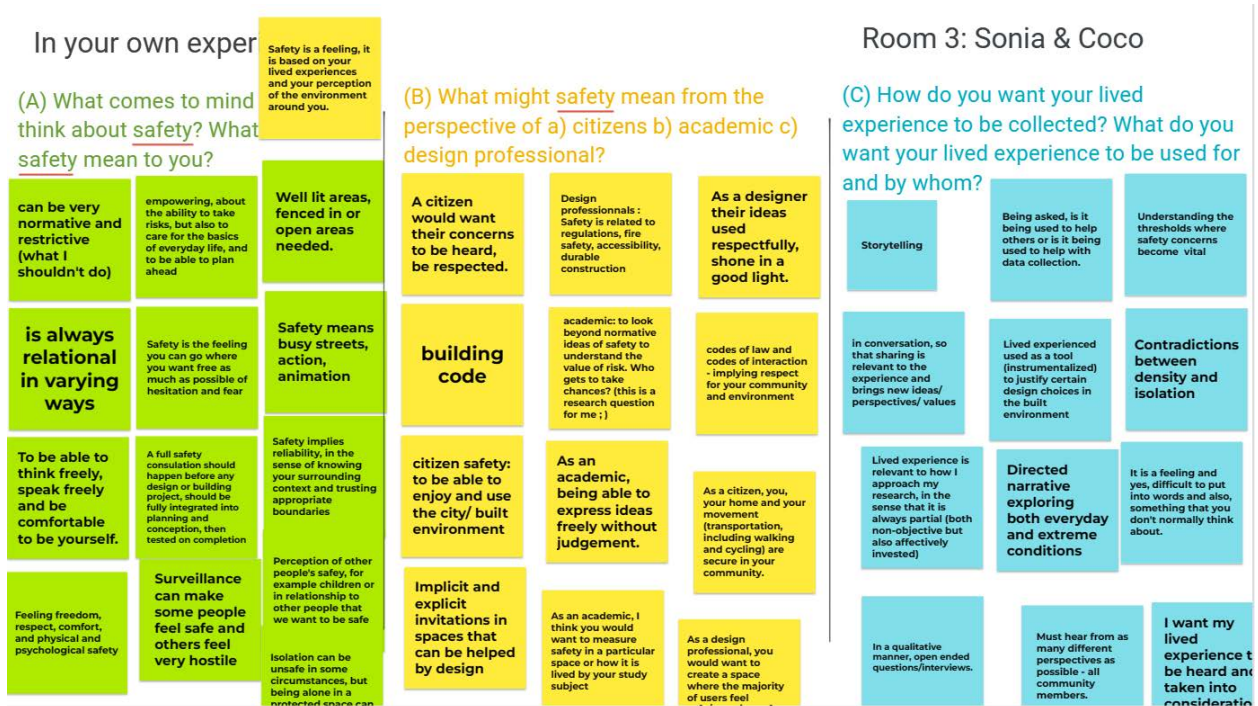 In your own exper
Safety is a feeling, it
is based on your
lived experiences
and your perception
of the environment
around you.
(A) What comes to mind
think about safety? What
safety mean to you?
can be very
normative and
restrictive
(what I
shouldn't do)
empowering, about
the ability to take
risks, but also to
care for the basics
of everyday life, and
to be able to plan
ahead
Well lit areas,
fenced in or
open areas
needed.
is always
relational
in varying
ways
Safety is the feeling
you can go where
you want free as
much as possible of
hesitation and fear
Safety means
busy streets,
action,
animation
To be able to
think freely,
speak freely
and be
comfortable
to be yourself.
A full safety
consulation should
happen before any
design or building
project, should be
fully integrated into
planning and
conception, then
tested on completion
Safety implies
reliability, in the
sense of knowing
your surrounding
context and trusting
appropriate
boundaries
Feeling freedom,
respect, comfort,
and physical and
psychological safety
Surveillance
can make
some people
feel safe and
others feel
very hostile
Perception of other
people's safey, for
example children or
in relationship to
other people that
we want to be safe
Isolation can be
unsafe in some
circumstances, but
being alone in a
protected space can
(B) What might safety mean from the
perspective of a) citizens b) academic c)
design professional?
A citizen
would want
their concerns
to be heard,
be respected.
Design
professionnals :
Safety is related to
regulations, fire
safety, accessibility,
durable
construction
As a designer
their ideas
used
respectfully,
shone in a
good light.
building
code
academic: to look
beyond normative
ideas of safety to
understand the
value of risk. Who
gets to take
chances? (this is a
research question
for me ; )
codes of law and
codes of interaction
- implying respect
for your community
and environment
citizen safety:
to be able to
enjoy and use
the city/ built
environment
As an
academic,
being able to
express ideas
freely without
judgement.
As a citizen, you,
your home and your
movement
(transportation,
including walking
and cycling) are
secure in your
community.
Implicit and
explicit
invitations in
spaces that
can be helped
by design
As an academic, I
think you would
want to measure
safety in a particular
space or how it is
lived by your study
subject
As a design
professional, you
would want to
create a space
where the majority
of users feel
Room 3: Sonia & Coco
(C) How do you want your lived
experience to be collected? What do you
want your lived experience to be used for
and by whom?
Storytelling
Being asked, is it
being used to help
others or is it being
used to help with
data collection.
Understanding the
thresholds where
safety concerns
become vital
in conversation, so
that sharing is
relevant to the
experience and
brings new ideas/
perspectives/ values
Lived experienced
used as a tool
(instrumentalized)
to justify certain
design choices in
the built
environment
Contradictions
between
density and
isolation
Lived experience is
relevant to how I
approach my
research, in the
sense that it is
always partial (both
non-objective but
also affectively
invested)
Directed
narrative
exploring
both everyday
and extreme
conditions
It is a feeling and
yes, difficult to put
into words and also,
something that you
don't normally think
about.
In a qualitative
manner, open ended
questions/interviews.
Must hear from as
many different
perspectives as
possible - all
community
members.
I want my
lived
experience t
be heard and
taken into
consideratio